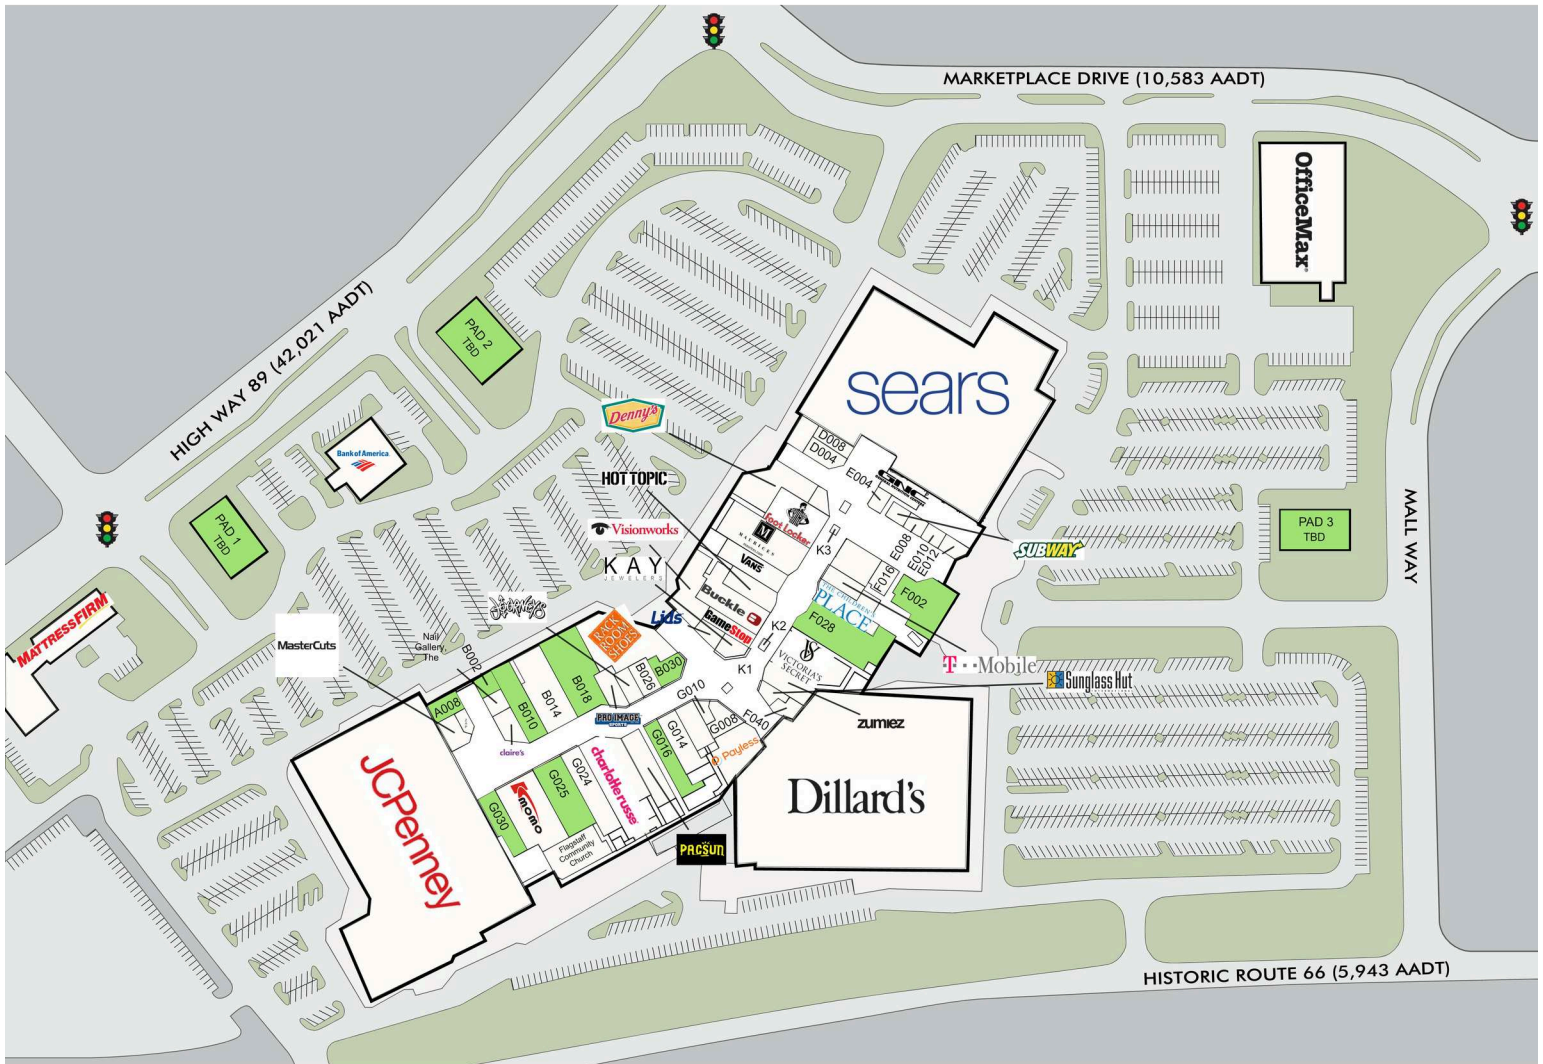 MARKETPLACE DRIVE (10,583 AADT)
OfficeMax
HIGH WAY 89 (42,021 AADT)
PAD 2
TBD
sears
Denny's
Bank of America
D008
D004
HOT TOPIC
E004
GNC
PAD 1
TBD
Foot Locker
MALL WAY
PAD 3
TBD
Visionworks
M
MAURICES
K3
E008
E010
E012
SUBWAY
KAY
JEWELERS
VANS
F016
F002
JOURNEYS
Buckle
THE CHILDREN'S
PLACE
MATTRESSFIRM
RACK
ROOM
SHOES
Lids
GameStop
K2
F028
MasterCuts
Nail
Gallery,
The
B002
VS
VICTORIA'S
SECRET
T Mobile
K1
B030
B026
Sunglass Hut
A008
B010
B014
B018
G010
PRO IMAGE
SPORTS
G008
F040
zumiez
claire's
G016
G014
Payless
JCPenney
charlotte russe
G024
G025
momo
G030
Dillard's
Flagstaff
Community
Church
PACSUN
HISTORIC ROUTE 66 (5,943 AADT)